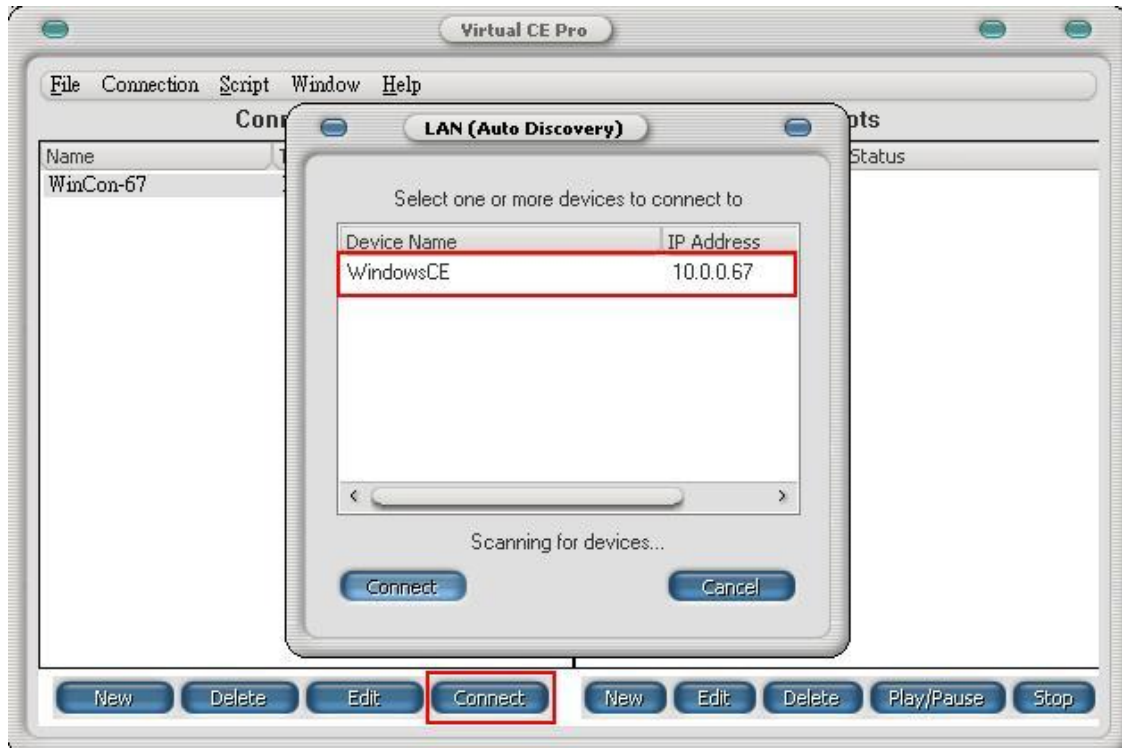 Virtual CE Pro
File Connection Script Window Help
LAN (Auto Discovery)
Name
Status
WinCon-67
Select one or more devices to connect to
Device Name IP Address
WindowsCE 10.0.0.67
Scanning for devices...
Connect Cancel
New Delete Edit Connect New Edit Delete Play/Pause Stop